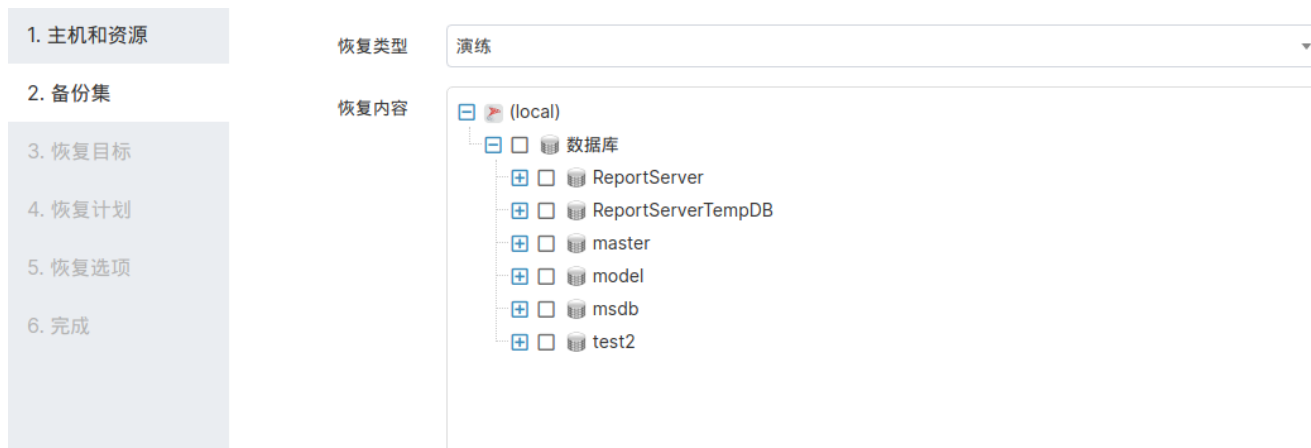 1. 主机和资源
2. 备份集
3. 恢复目标
4. 恢复计划
5. 恢复选项
6. 完成
恢复类型 演练
恢复内容
(local)
数据库
ReportServer
ReportServerTempDB
master
model
msdb
test2